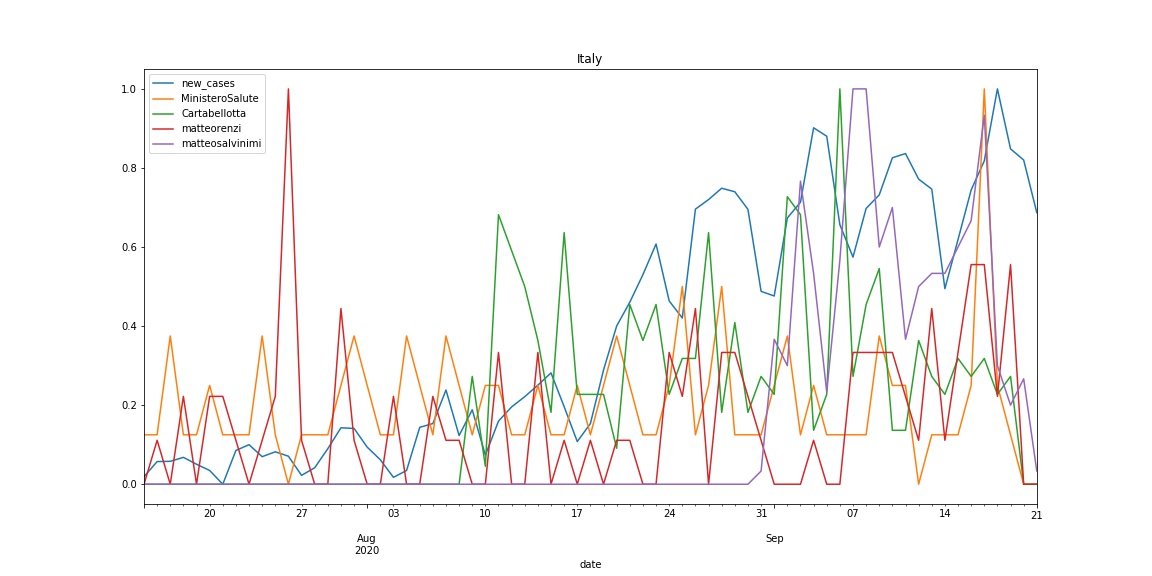 Italy
new_cases
MinisteroSalute
Cartabellotta
matteorenzi
matteosalvinimi
1.0
0.8
0.6
0.4
0.2
0.0
20 27 03 10 17 24 31 07 14 21
Aug Sep
2020
date